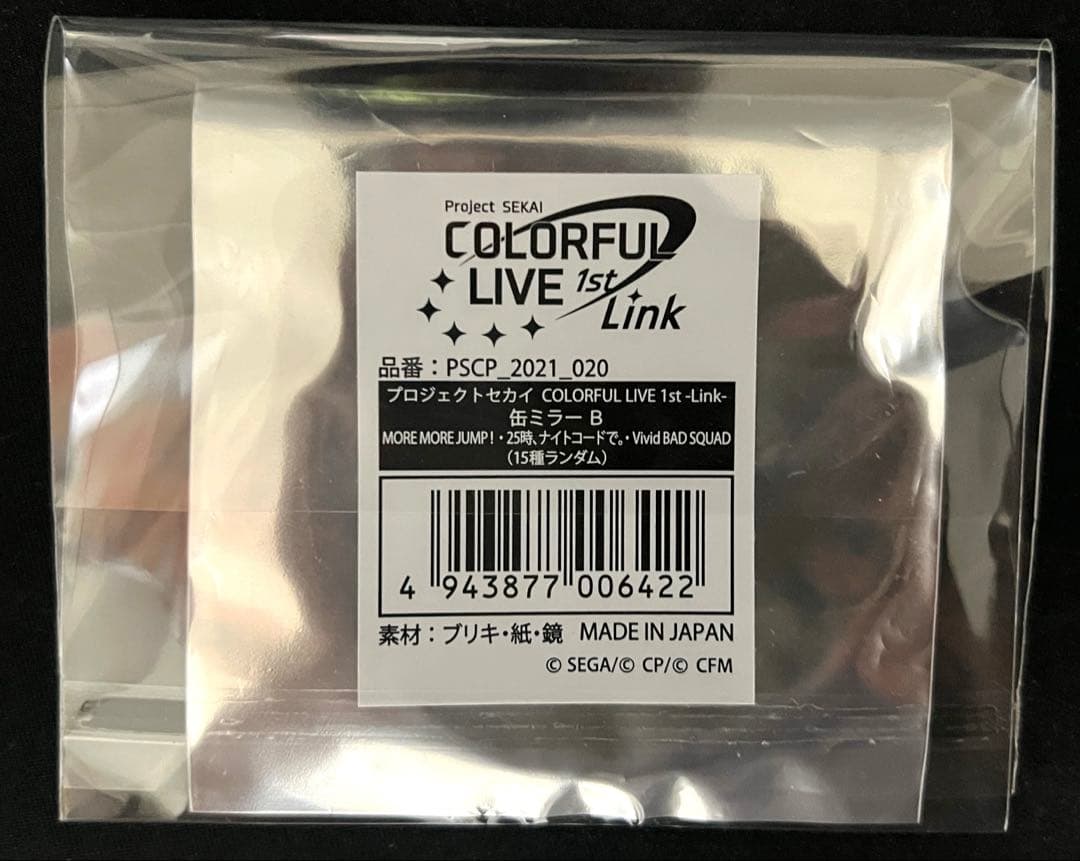 Project SEKAI
COLORFUL
LIVE 1st
Link
品番：PSCP_2021_020
プロジェクトセカイ COLORFUL LIVE 1st -Link-
缶ミラー B
MORE MORE JUMP！・25時、ナイトコードで。・Vivid BAD SQUAD
（15種ランダム）
4 943877 006422
素材：ブリキ・紙・鏡 MADE IN JAPAN
© SEGA/© CP/© CFM